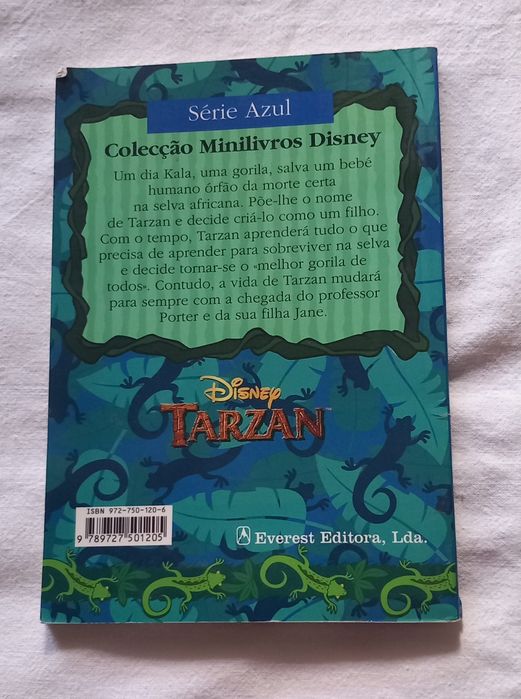 Série Azul
Colecção Minilivros Disney
Um dia Kala, uma gorila, salva um bebé
humano órfão da morte certa
na selva africana. Põe-lhe o nome
de Tarzan e decide criá-lo como um filho.
Com o tempo, Tarzan aprenderá tudo o que
precisa de aprender para sobreviver na selva
e decide tornar-se o «melhor gorila de
todos». Contudo, a vida de Tarzan mudará
para sempre com a chegada do professor
Porter e da sua filha Jane.
Disney
TARZAN™
ISBN 972-750-120-6
9 789727 501205
Everest Editora, Lda.